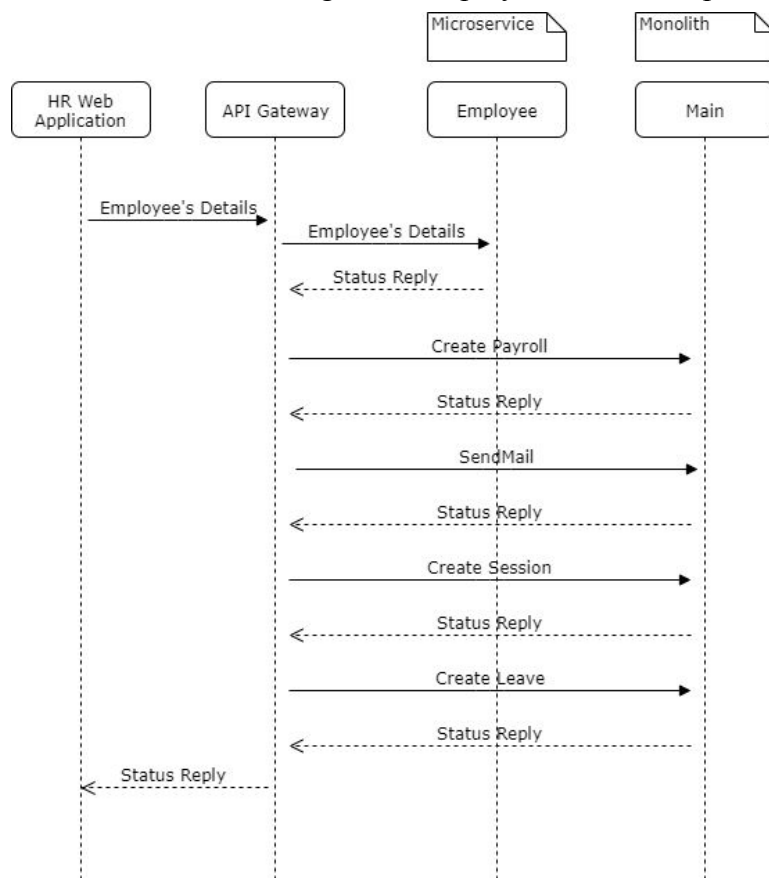 Microservice
Monolith
HR Web
Application
API Gateway
Employee
Main
Employee's Details
Employee's Details
Status Reply
Create Payroll
Status Reply
SendMail
Status Reply
Create Session
Status Reply
Create Leave
Status Reply
Status Reply